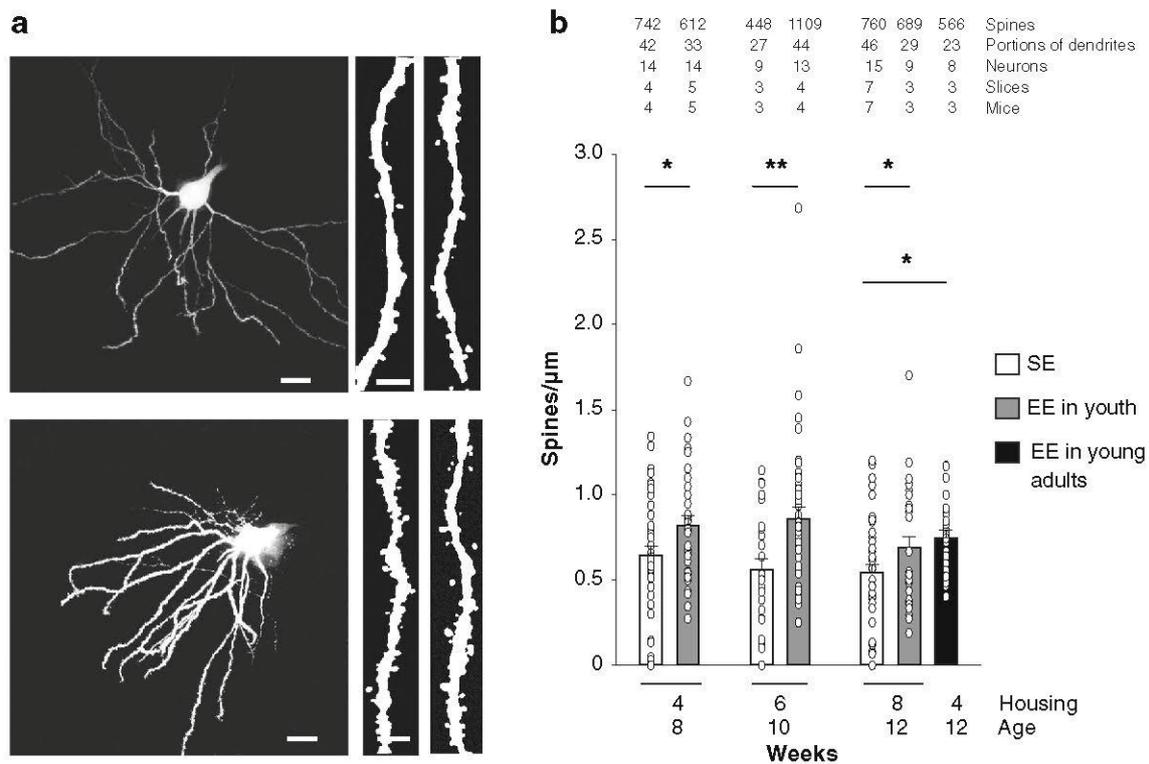 a
b
742 612 448 1109 760 689 566 Spines
42 33 27 44 46 29 23 Portions of dendrites
14 14 9 13 15 9 8 Neurons
4 5 3 4 7 3 3 Slices
4 5 3 4 7 3 3 Mice
3.0
* ** *
2.5
*
2.0
Spines/µm
SE
1.5
EE in youth
EE in young
adults
1.0
0.5
0
4 6 8 4 Housing
8 10 12 12 Age
Weeks